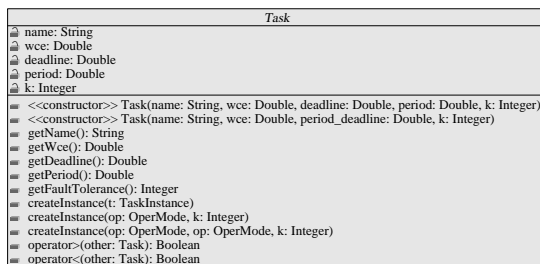 Task
name: String
wce: Double
deadline: Double
period: Double
k: Integer
<<constructor>> Task(name: String, wce: Double, deadline: Double, period: Double, k: Integer)
<<constructor>> Task(name: String, wce: Double, period_deadline: Double, k: Integer)
getName(): String
getWce(): Double
getDeadline(): Double
getPeriod(): Double
getFaultTolerance(): Integer
createInstance(t: TaskInstance)
createInstance(op: OperMode, k: Integer)
createInstance(op: OperMode, op: OperMode, k: Integer)
operator>(other: Task): Boolean
operator<(other: Task): Boolean